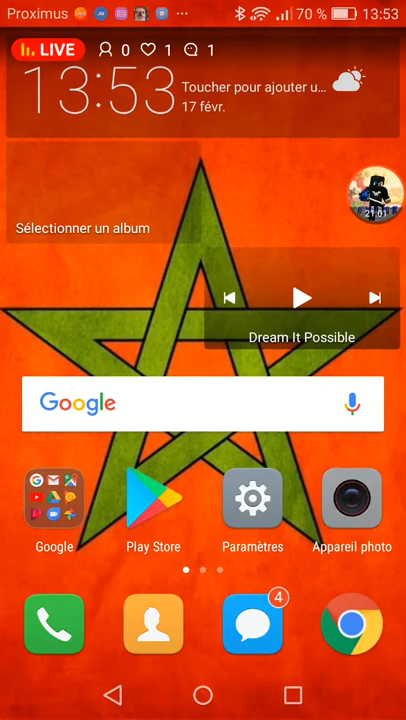 Proximus 70 % 13:53
LIVE 0 1 1
13:53
Toucher pour ajouter u...
17 févr.
21:01
Sélectionner un album
Dream It Possible
Google
Google Play Store Paramètres Appareil photo
4